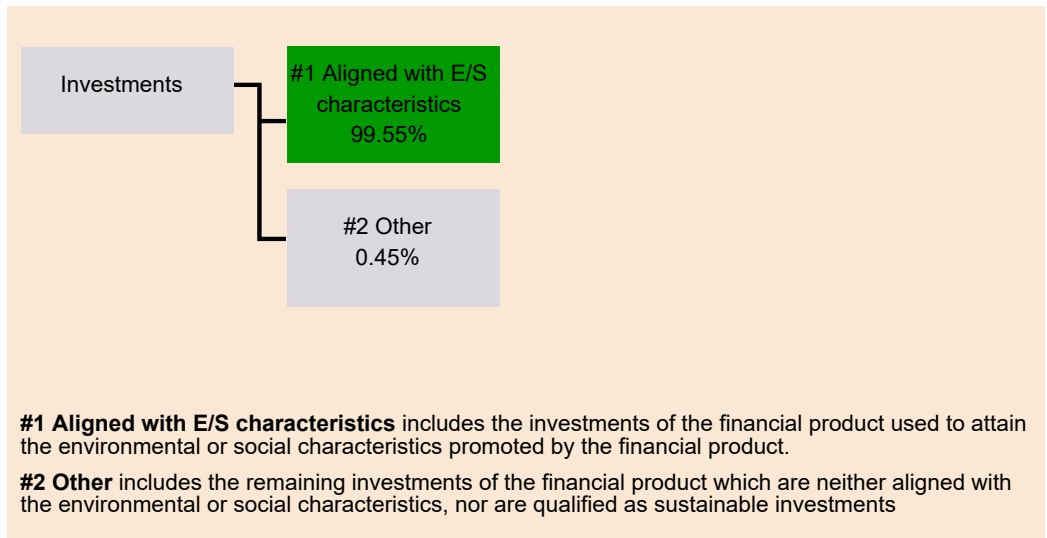 Investments
#1 Aligned with E/S
characteristics
99.55%
#2 Other
0.45%
#1 Aligned with E/S characteristics includes the investments of the financial product used to attain
the environmental or social characteristics promoted by the financial product.
#2 Other includes the remaining investments of the financial product which are neither aligned with
the environmental or social characteristics, nor are qualified as sustainable investments